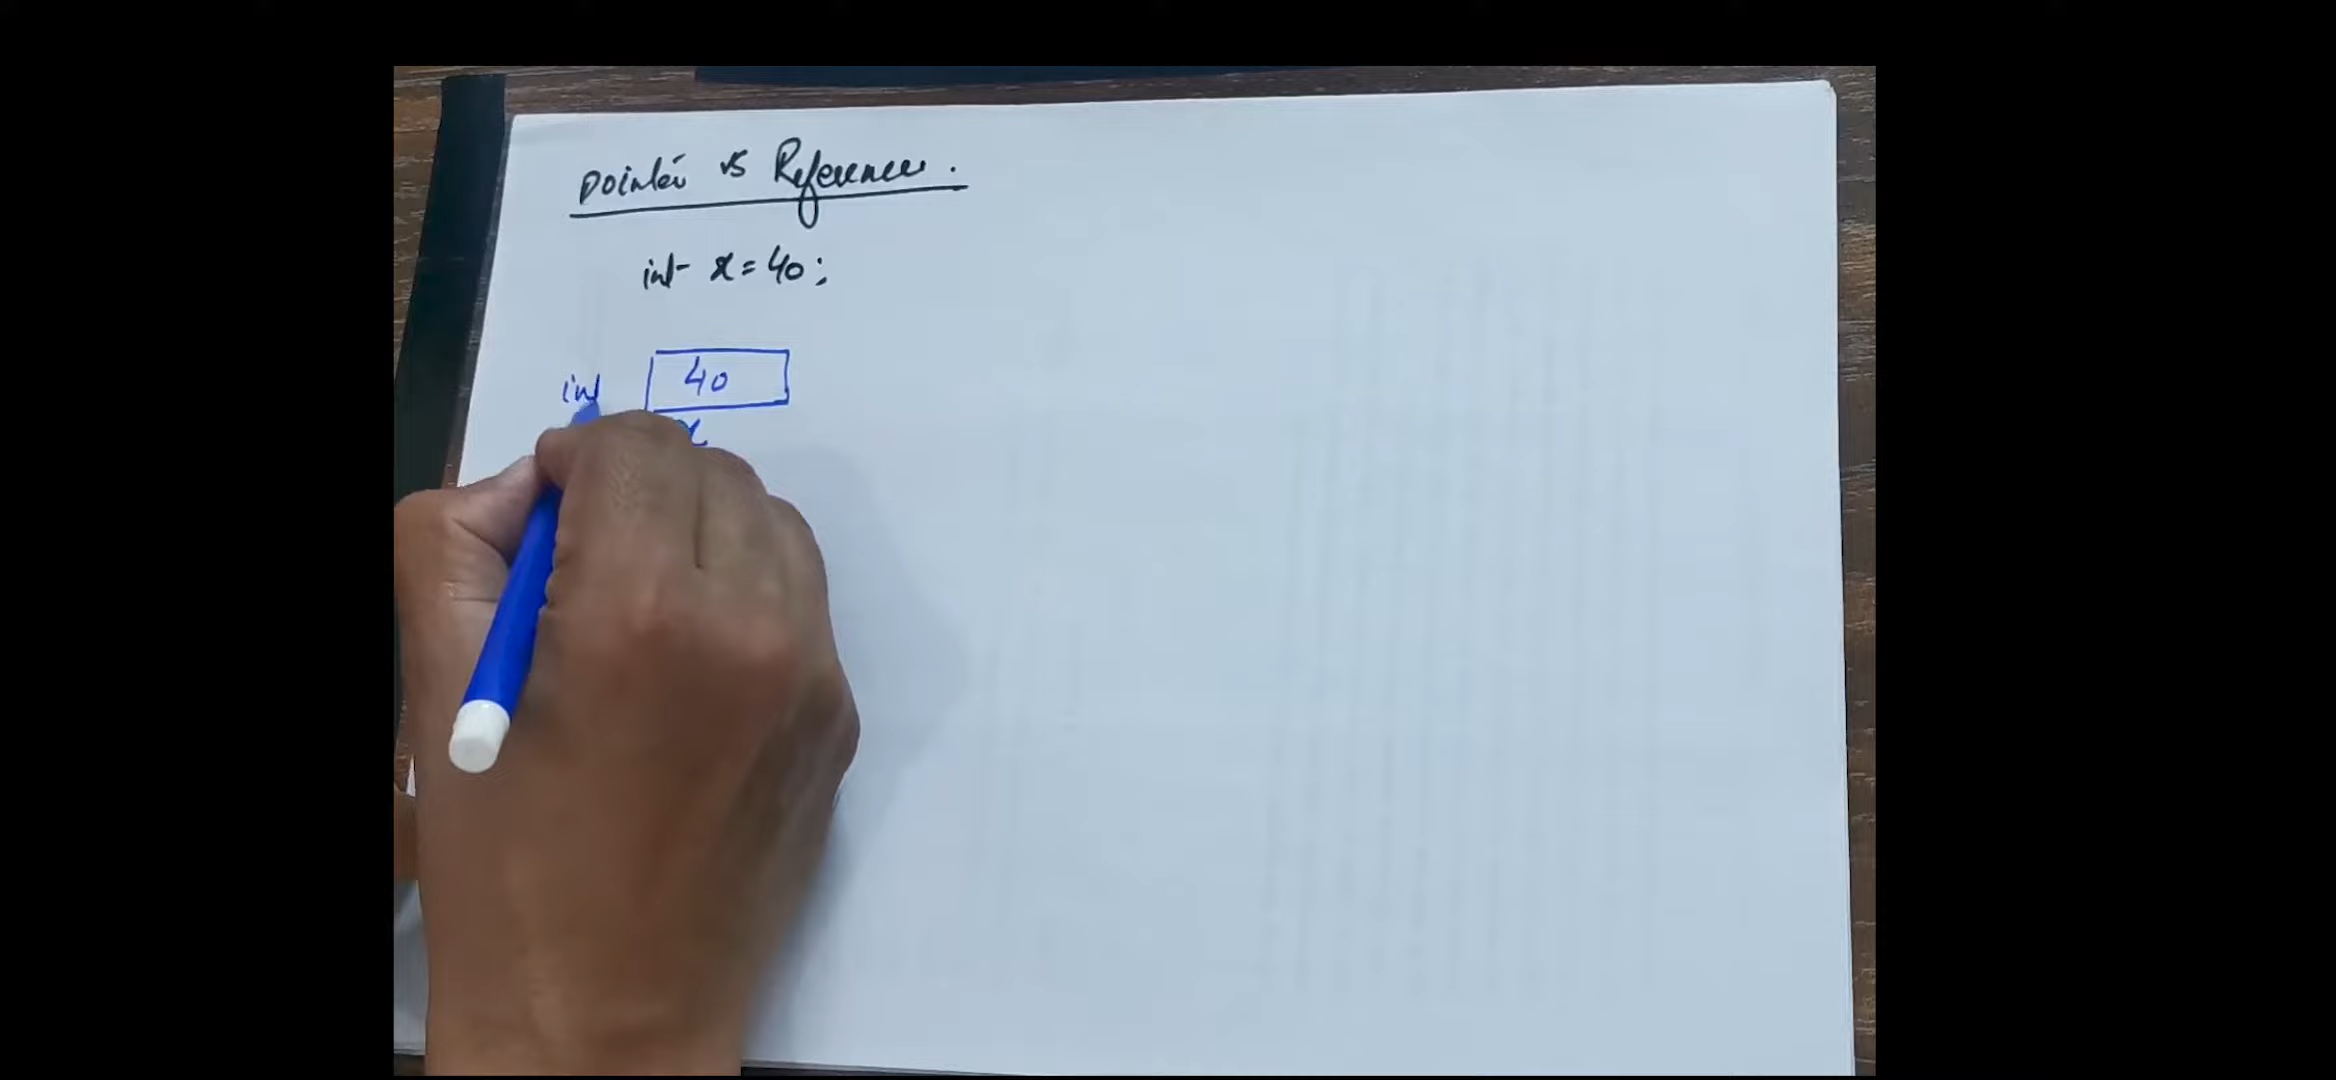 Pointer vs Reference.
int x = 40;
40
int
x